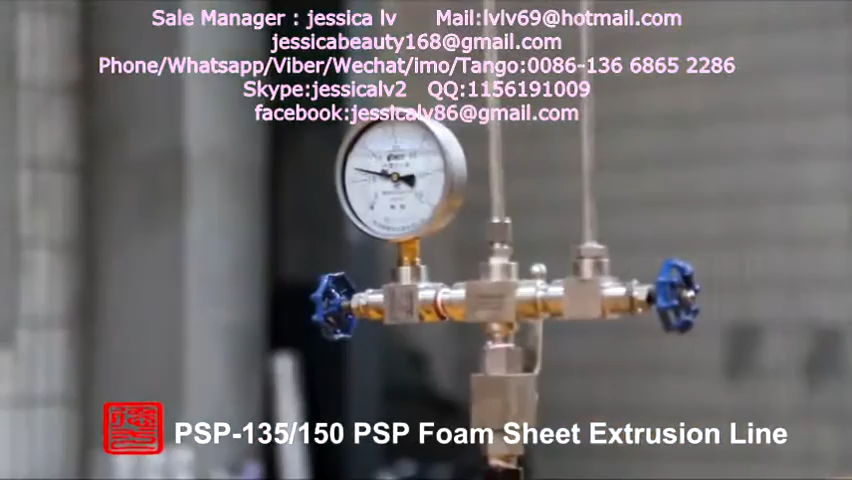 Sale Manager : jessica lv Mail:lvlv69@hotmail.com
jessicabeauty168@gmail.com
Phone/Whatsapp/Viber/Wechat/imo/Tango:0086-136 6865 2286
Skype:jessicalv2 QQ:1156191009
facebook:jessicalv86@gmail.com
PSP-135/150 PSP Foam Sheet Extrusion Line